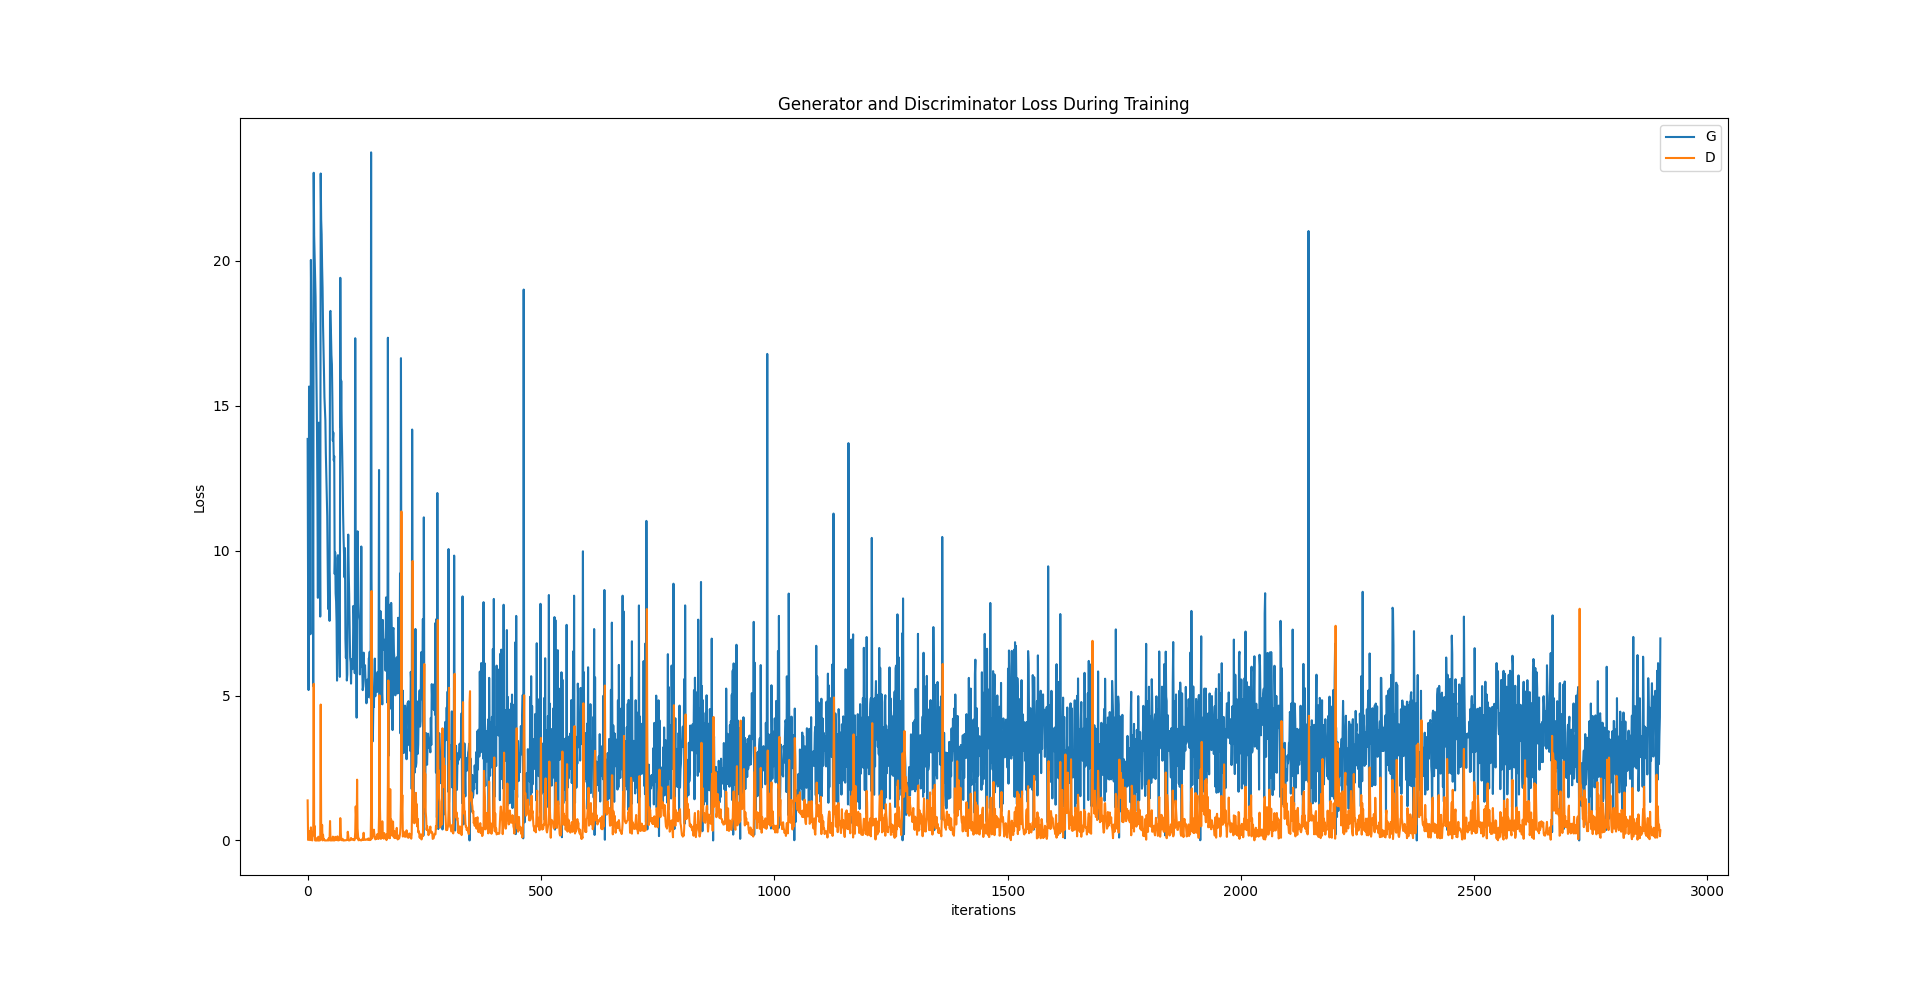 Generator and Discriminator Loss During Training
G
D
Loss
20
15
10
5
0
0 500 1000 1500 2000 2500 3000
iterations